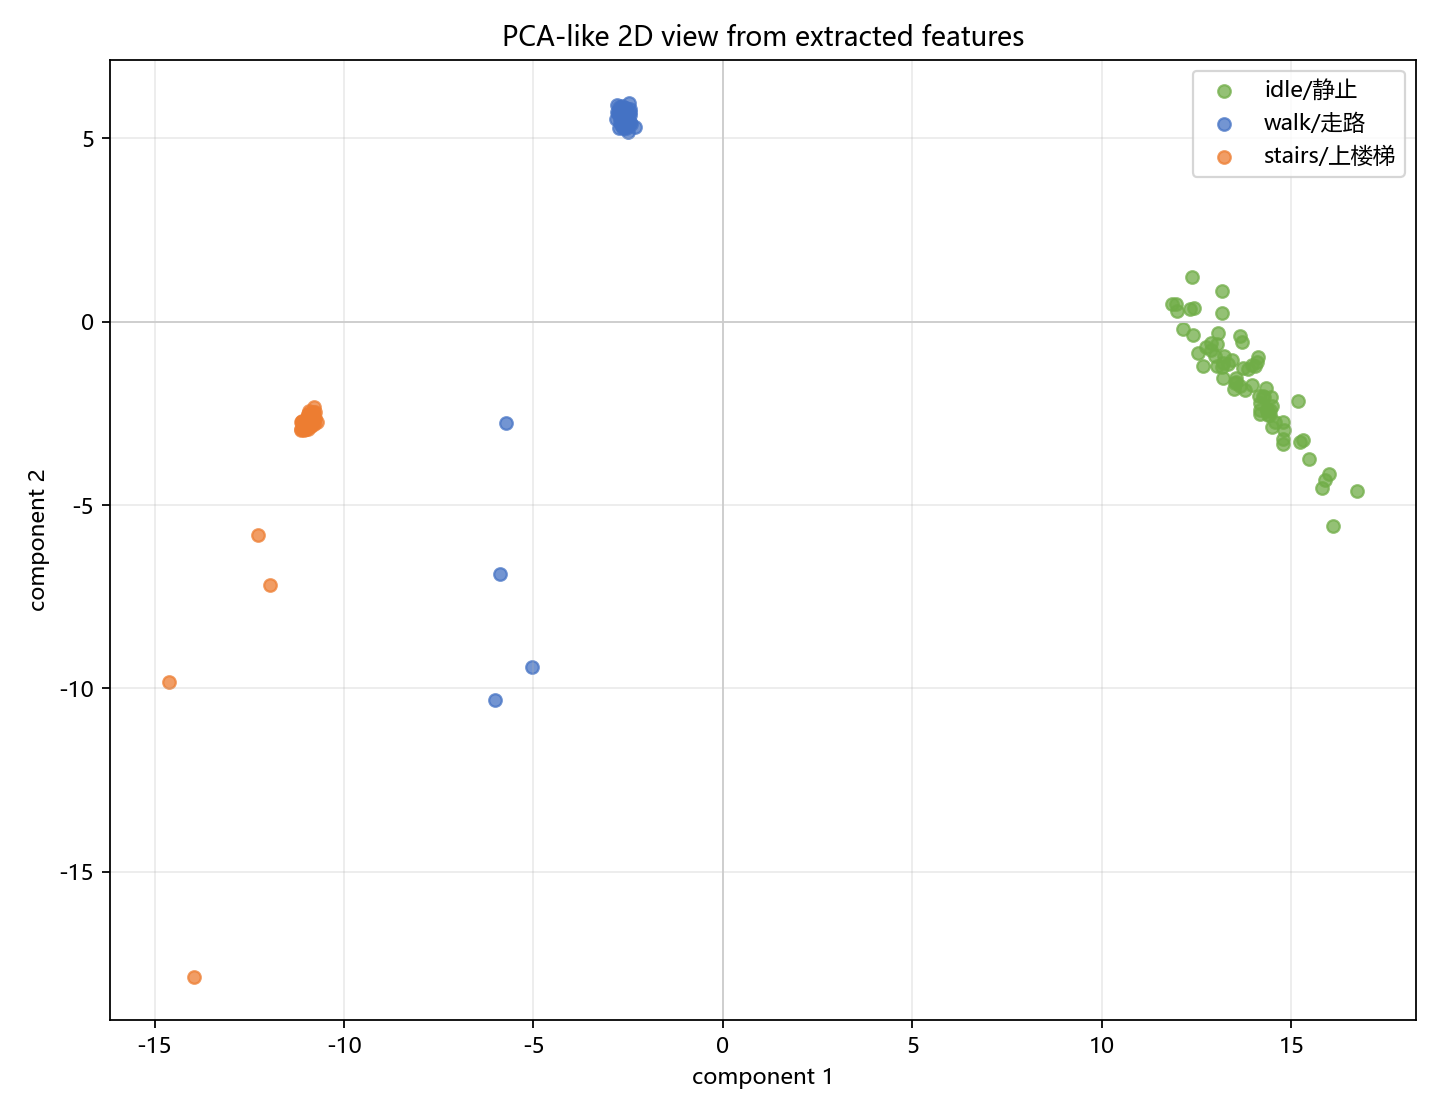 PCA-like 2D view from extracted features
idle/静止
walk/走路
stairs/上楼梯
5
0
-5
-10
-15
component 2
-15
-10
-5
0
5
10
15
component 1